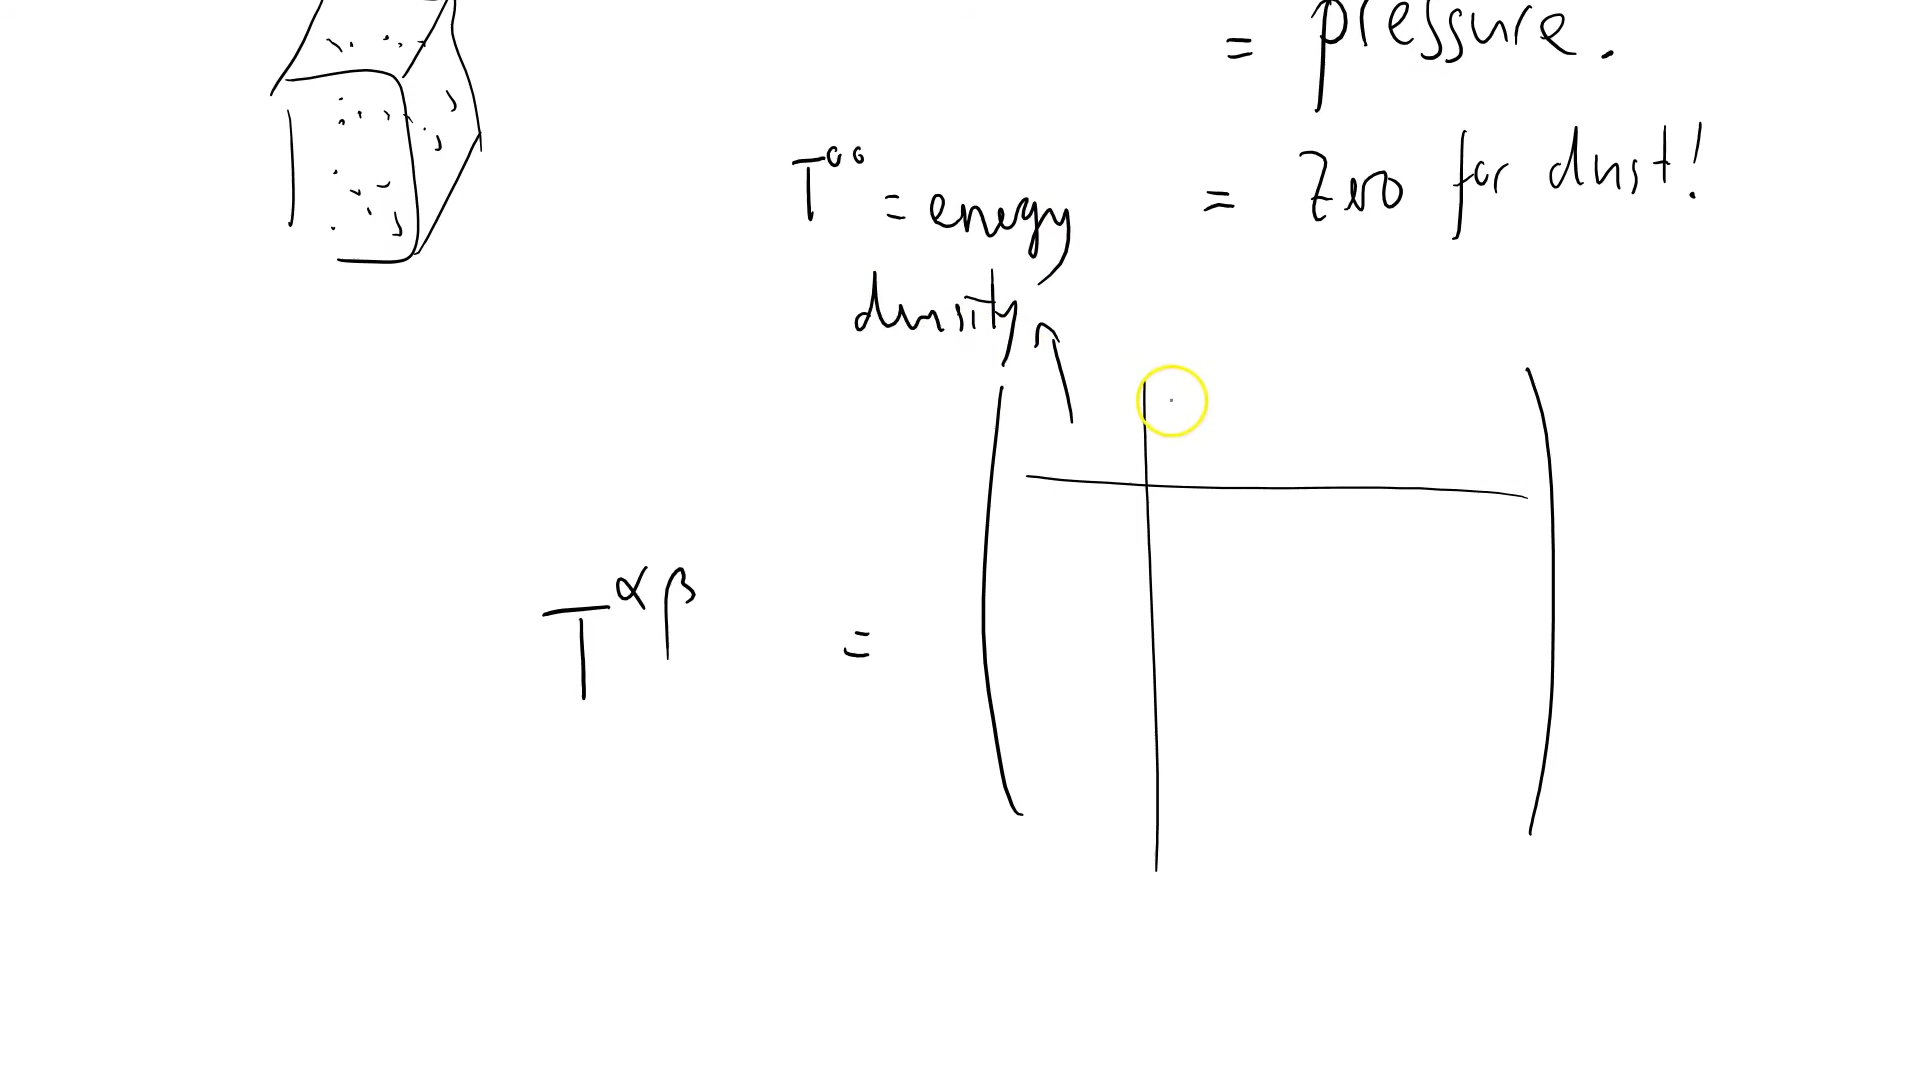 = pressure.
T⁰⁰ = energy
density
= Zero for dust!
T^αβ =